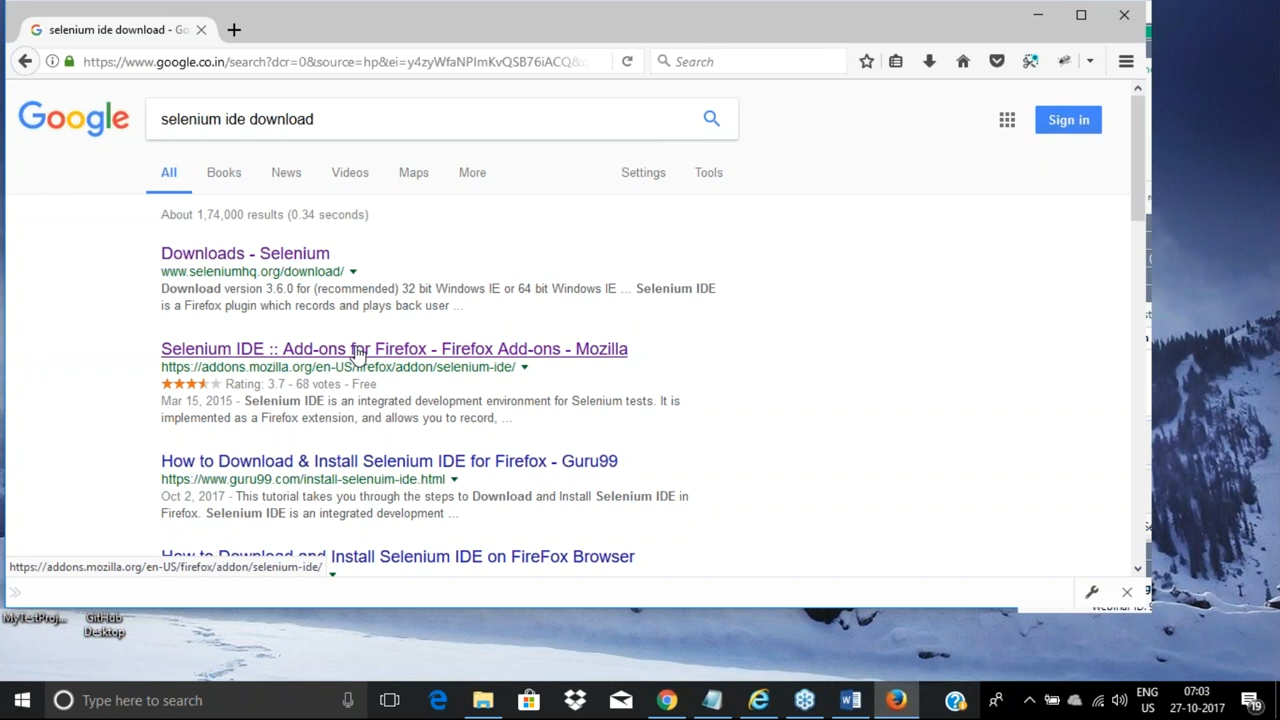 selenium ide download - Go
https://www.google.co.in/search?dcr=0&source=hp&ei=y4zyWfaNPImKvQSB76iACQ&
Search
Google
selenium ide download
Sign in
All
Books
News
Videos
Maps
More
Settings
Tools
About 1,74,000 results (0.34 seconds)
Downloads - Selenium
www.seleniumhq.org/download/
Download version 3.6.0 for (recommended) 32 bit Windows IE or 64 bit Windows IE ... Selenium IDE
is a Firefox plugin which records and plays back user ...
Selenium IDE :: Add-ons for Firefox - Firefox Add-ons - Mozilla
https://addons.mozilla.org/en-US/firefox/addon/selenium-ide/
Rating: 3.7 - 68 votes - Free
Mar 15, 2015 - Selenium IDE is an integrated development environment for Selenium tests. It is
implemented as a Firefox extension, and allows you to record, ...
How to Download & Install Selenium IDE for Firefox - Guru99
https://www.guru99.com/install-selenuim-ide.html
Oct 2, 2017 - This tutorial takes you through the steps to Download and Install Selenium IDE in
Firefox. Selenium IDE is an integrated development ...
How to Download and Install Selenium IDE on FireFox Browser
https://addons.mozilla.org/en-US/firefox/addon/selenium-ide/
MyTestProj...
GitHub
Desktop
Type here to search
ENG
US
07:03
27-10-2017
19